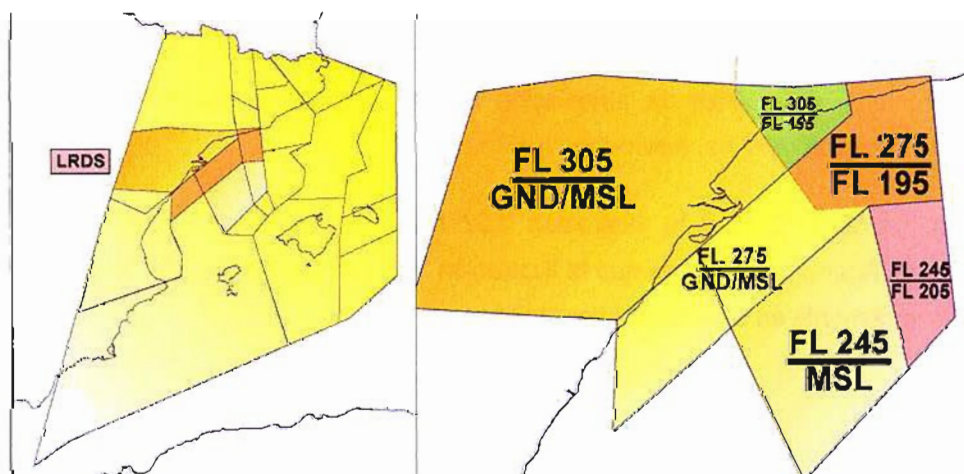 LRDS
FL 305
GND/MSL
FL 305
FL 195
FL 275
FL 195
FL 275
GND/MSL
FL 245
FL 205
FL 245
MSL